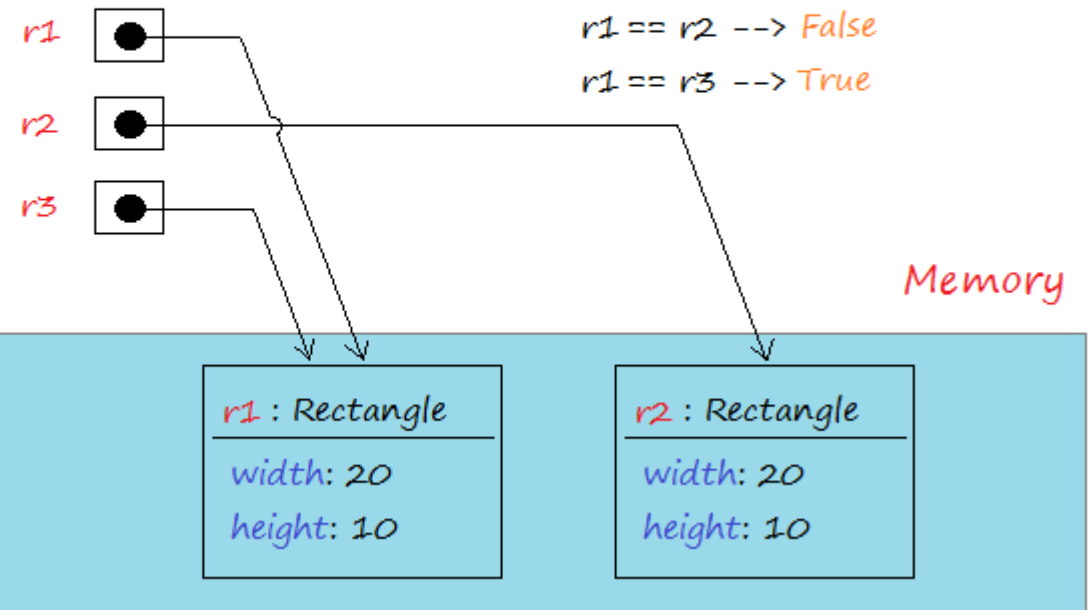 r1
r1 == r2 --> False
r1 == r3 --> True
r2
r3
Memory
r1 : Rectangle
width: 20
height: 10
r2 : Rectangle
width: 20
height: 10